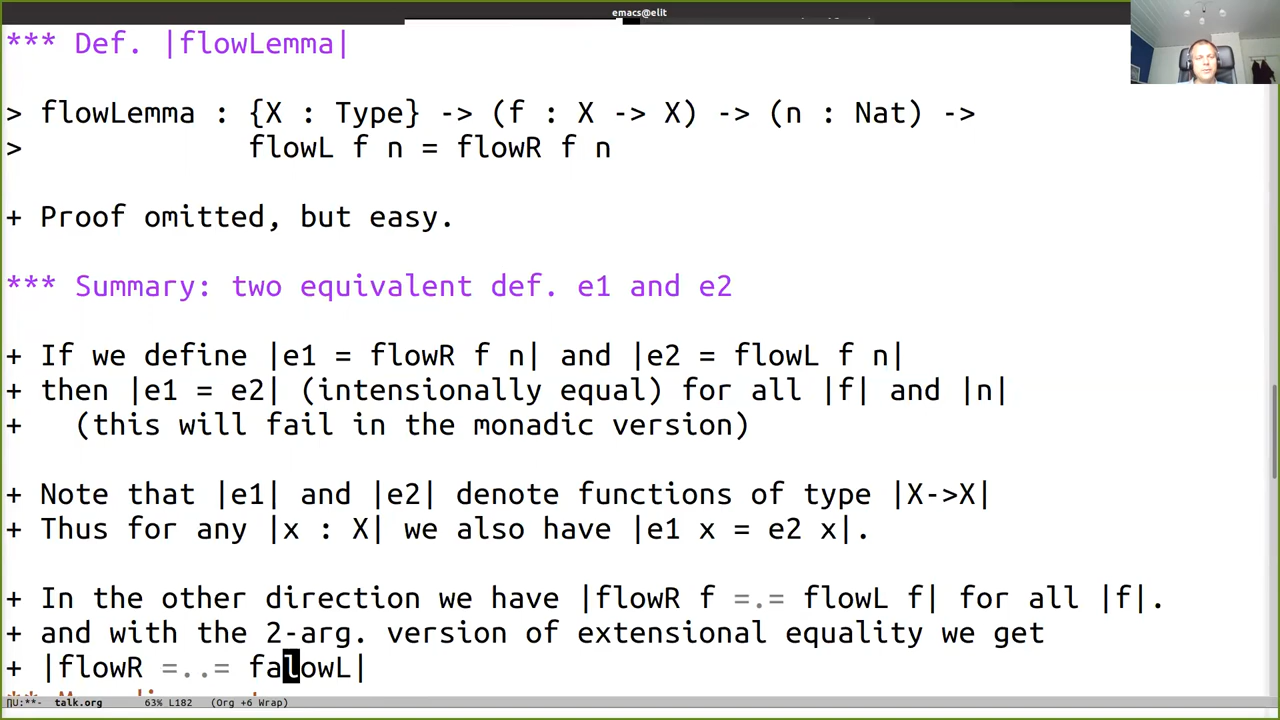 emacs@elit
*** Def. |flowLemma|
> flowLemma : {X : Type} -> (f : X -> X) -> (n : Nat) ->
> flowL f n = flowR f n
+ Proof omitted, but easy.
*** Summary: two equivalent def. e1 and e2
+ If we define |e1 = flowR f n| and |e2 = flowL f n|
+ then |e1 = e2| (intensionally equal) for all |f| and |n|
+ (this will fail in the monadic version)
+ Note that |e1| and |e2| denote functions of type |X->X|
+ Thus for any |x : X| we also have |e1 x = e2 x|.
+ In the other direction we have |flowR f =.= flowL f| for all |f|.
+ and with the 2-arg. version of extensional equality we get
+ |flowR =..= falowL|
U:**- talk.org 63% L182 (Org +6 Wrap)